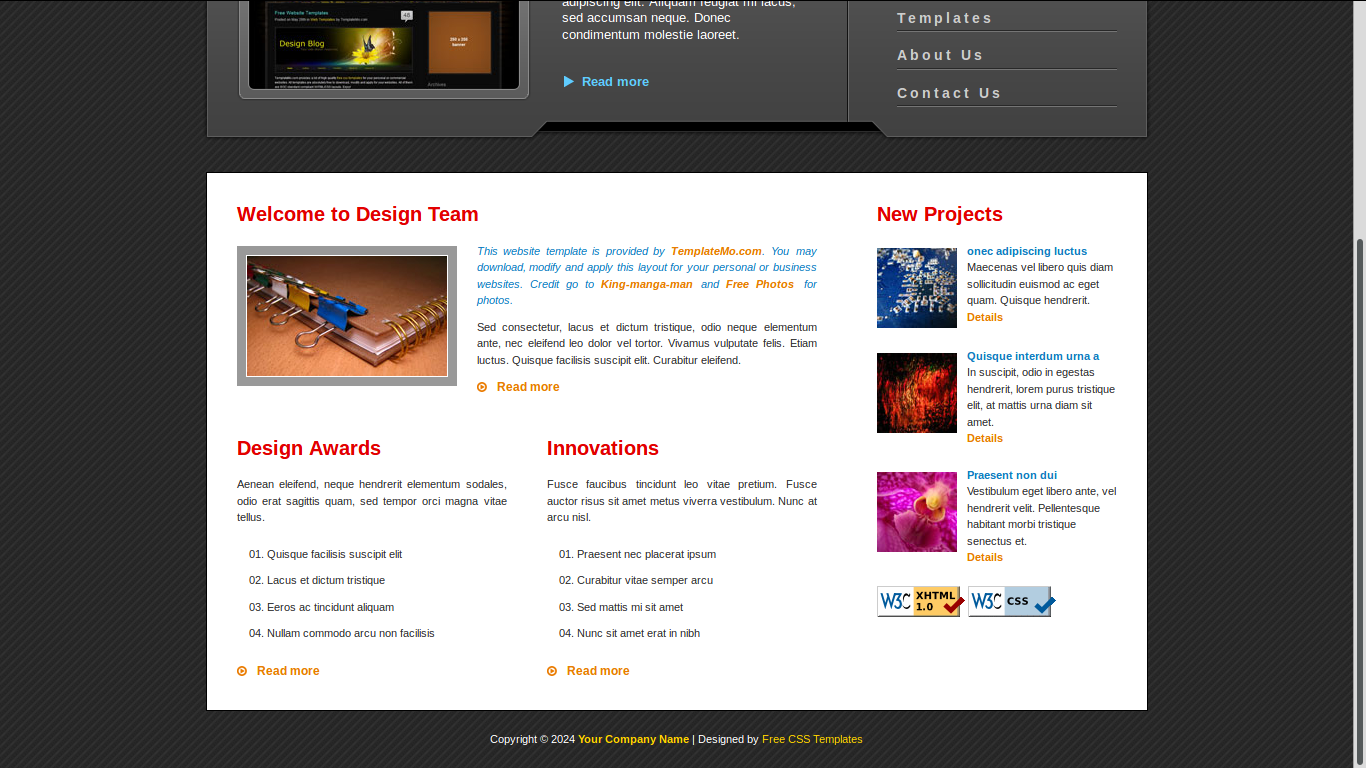 Free Website Templates
48
Design Blog
banner
Archives
adipiscing elit. Aliquam feugiat mi lacus,
sed accumsan neque. Donec
condimentum molestie laoreet.
Read more
Templates
About Us
Contact Us
Welcome to Design Team
This website template is provided by TemplateMo.com. You may
download, modify and apply this layout for your personal or business
websites. Credit go to King-manga-man and Free Photos for
photos.
Sed consectetur, lacus et dictum tristique, odio neque elementum
ante, nec eleifend leo dolor vel tortor. Vivamus vulputate felis. Etiam
luctus. Quisque facilisis suscipit elit. Curabitur eleifend.
Read more
Design Awards
Aenean eleifend, neque hendrerit elementum sodales,
odio erat sagittis quam, sed tempor orci magna vitae
tellus.
01. Quisque facilisis suscipit elit
02. Lacus et dictum tristique
03. Eeros ac tincidunt aliquam
04. Nullam commodo arcu non facilisis
Read more
Innovations
Fusce faucibus tincidunt leo vitae pretium. Fusce
auctor risus sit amet metus viverra vestibulum. Nunc at
arcu nisl.
01. Praesent nec placerat ipsum
02. Curabitur vitae semper arcu
03. Sed mattis mi sit amet
04. Nunc sit amet erat in nibh
Read more
New Projects
onec adipiscing luctus
Maecenas vel libero quis diam
sollicitudin euismod ac eget
quam. Quisque hendrerit.
Details
Quisque interdum urna a
In suscipit, odio in egestas
hendrerit, lorem purus tristique
elit, at mattis urna diam sit
amet.
Details
Praesent non dui
Vestibulum eget libero ante, vel
hendrerit velit. Pellentesque
habitant morbi tristique
senectus et.
Details
W3C XHTML 1.0
W3C CSS
Copyright © 2024 Your Company Name | Designed by Free CSS Templates